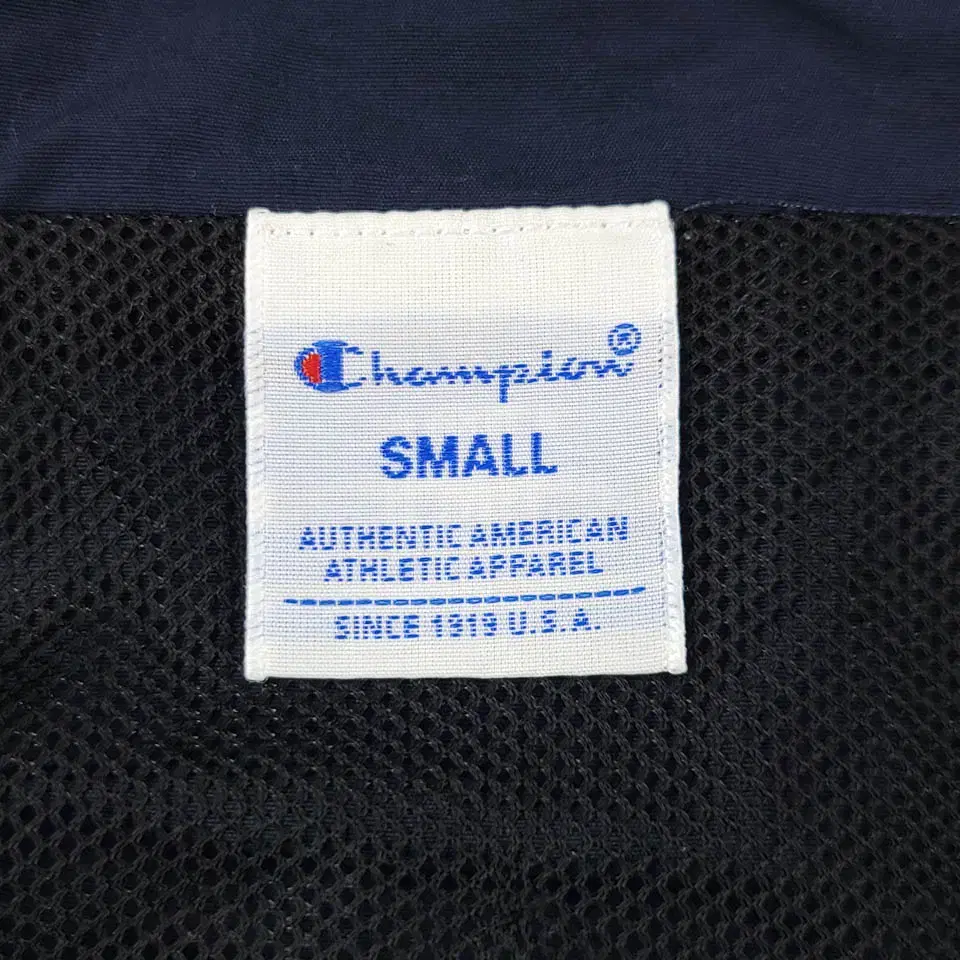 Champion®
SMALL
AUTHENTIC AMERICAN
ATHLETIC APPAREL
SINCE 1919 U.S.A.